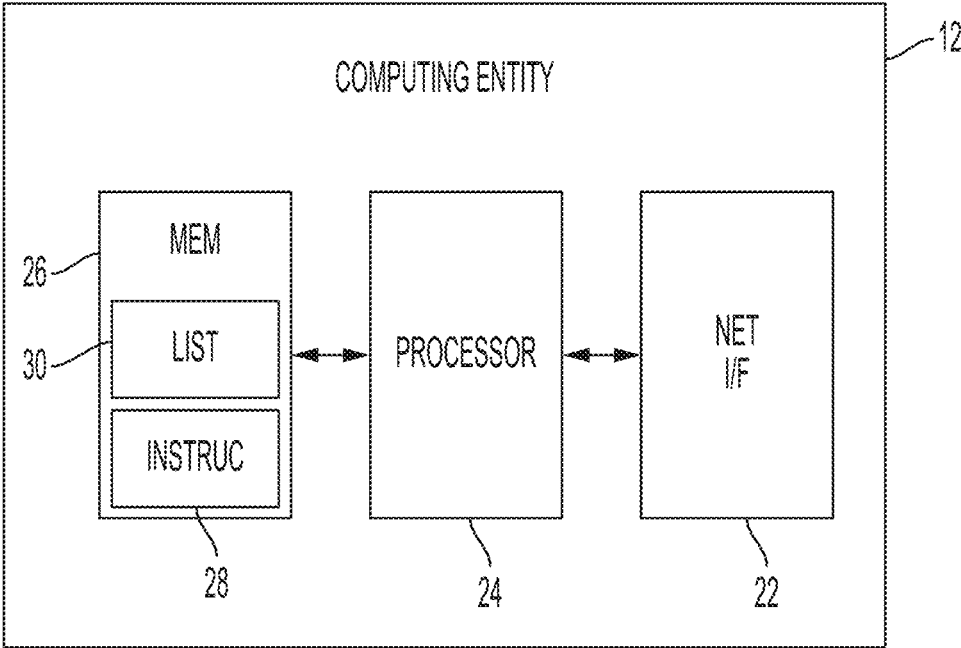 COMPUTING ENTITY
12
MEM
26
LIST
30
INSTRUC
28
PROCESSOR
24
NET
I/F
22